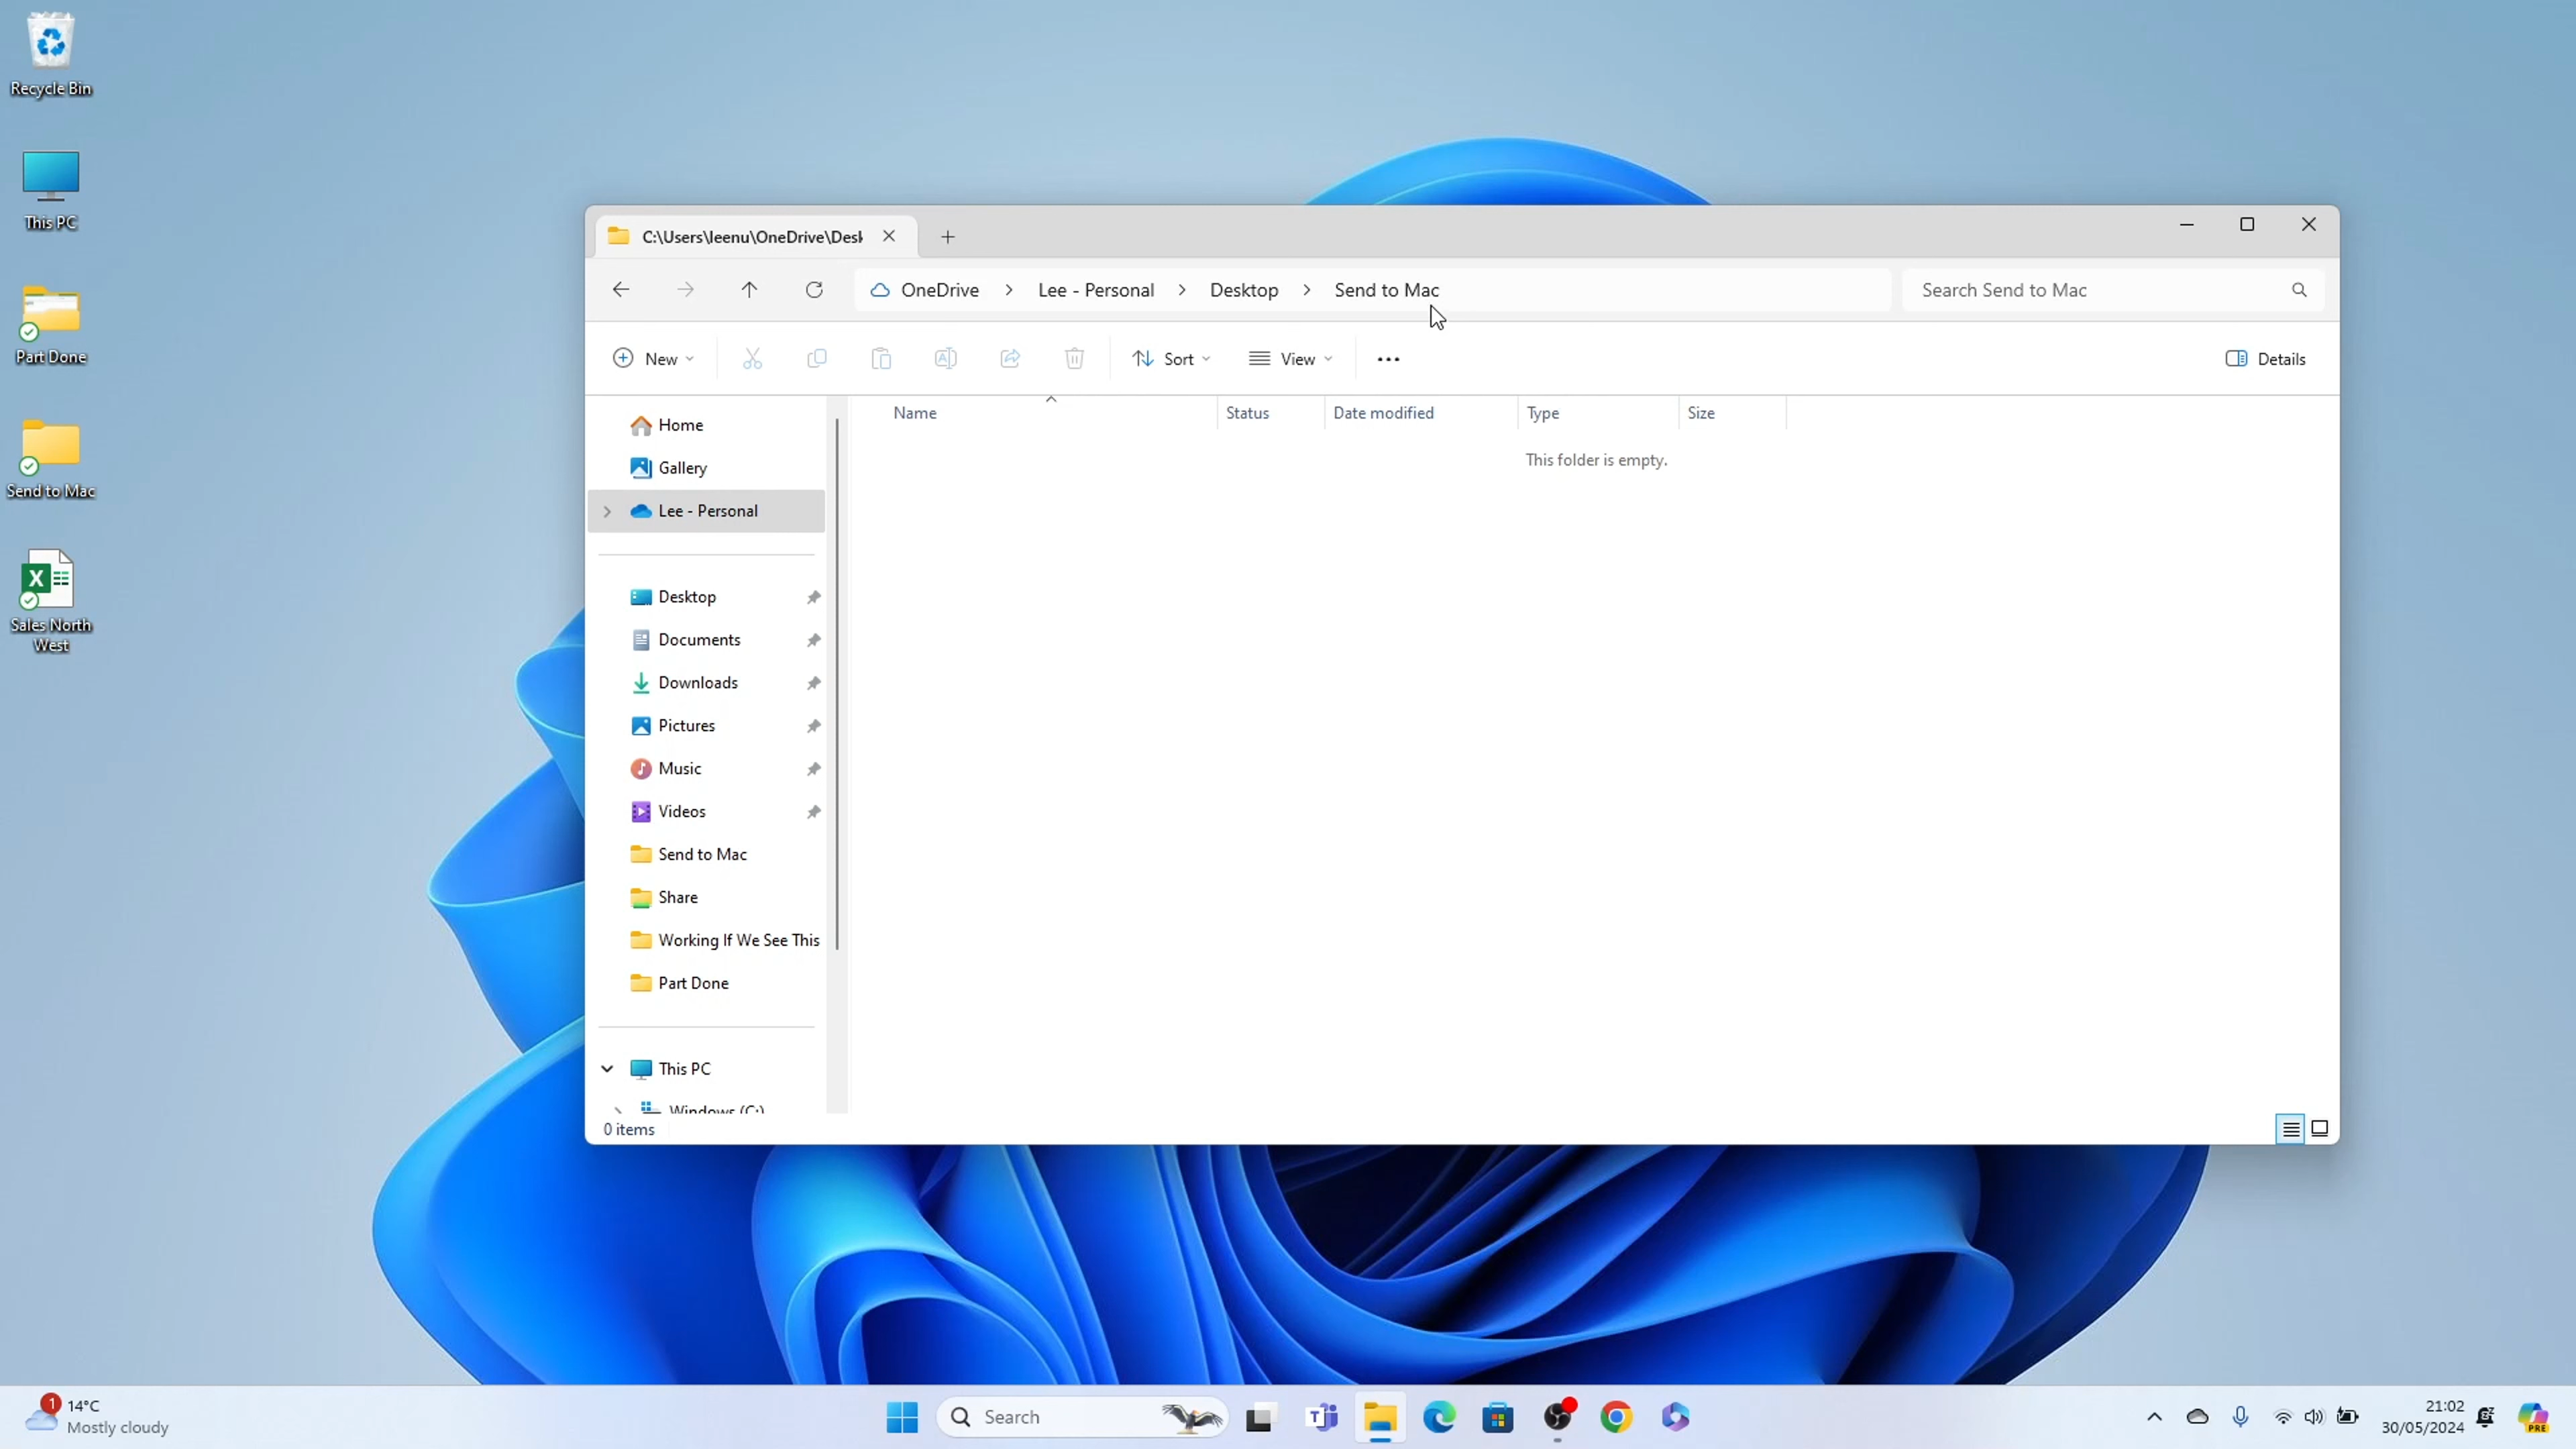 Recycle Bin
This PC
Part Done
Send to Mac
Sales North
West
C:\Users\leenu\OneDrive\Desk
OneDrive
Lee - Personal
Desktop
Send to Mac
Search Send to Mac
New
Sort
View
Details
Name
Status
Date modified
Type
Size
This folder is empty.
Home
Gallery
Lee - Personal
Desktop
Documents
Downloads
Pictures
Music
Videos
Send to Mac
Share
Working If We See This
Part Done
This PC
Windows (C:)
0 items
1
14°C
Mostly cloudy
Search
21:02
30/05/2024
PRE